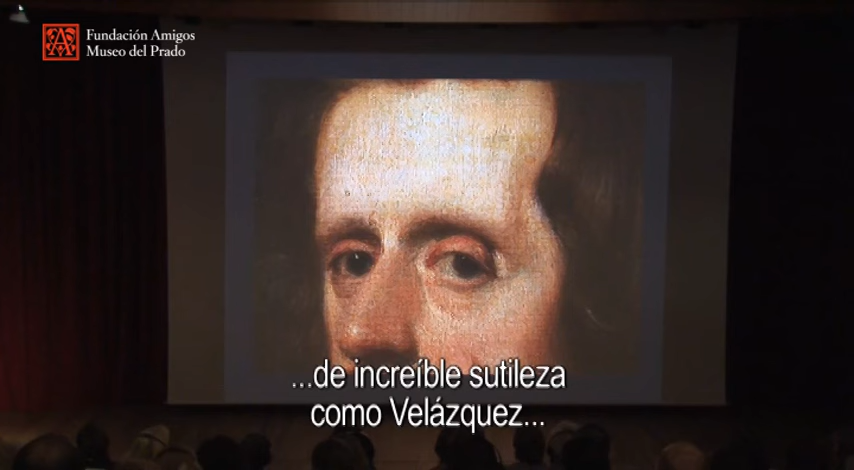 Fundación Amigos
Museo del Prado
...de increíble sutileza
como Velázquez...